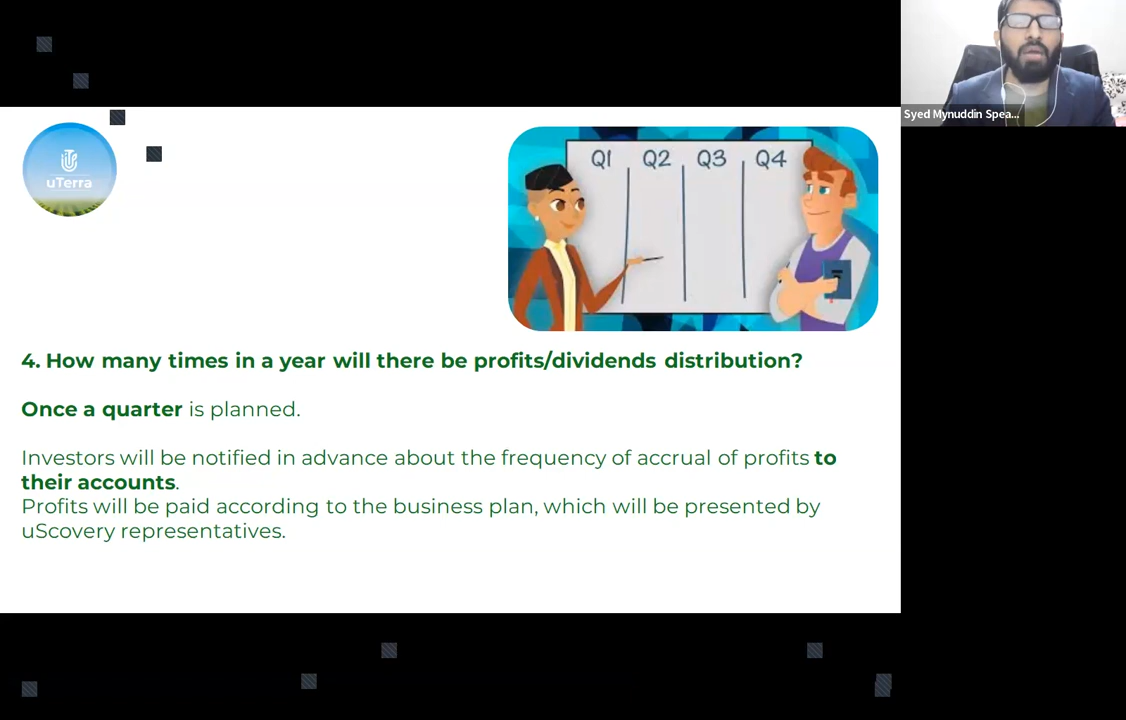 Syed Mynuddin Spea...
uTerra
Q1 Q2 Q3 Q4
4. How many times in a year will there be profits/dividends distribution?
Once a quarter is planned.
Investors will be notified in advance about the frequency of accrual of profits to
their accounts.
Profits will be paid according to the business plan, which will be presented by
uScovery representatives.